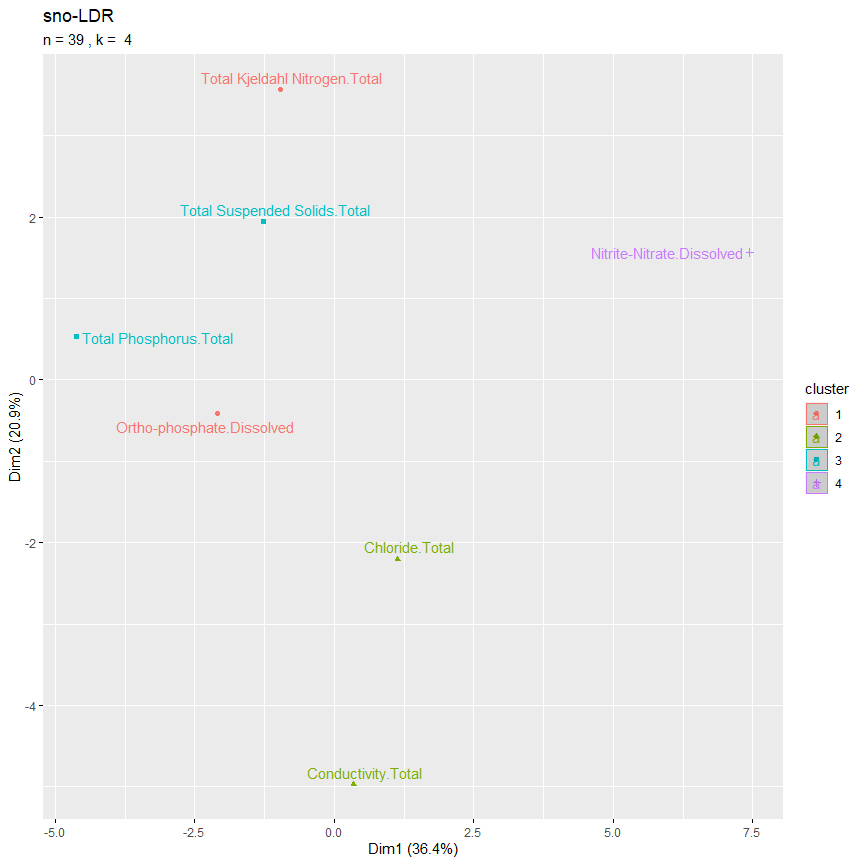 sno-LDR
n = 39 , k =  4
Total Kjeldahl Nitrogen.Total
Total Suspended Solids.Total
2
Nitrite-Nitrate.Dissolved
Total Phosphorus.Total
0
Ortho-phosphate.Dissolved
Dim2 (20.9%)
cluster
1
2
3
4
-2
Chloride.Total
-4
Conductivity.Total
-5.0
-2.5
0.0
2.5
5.0
7.5
Dim1 (36.4%)